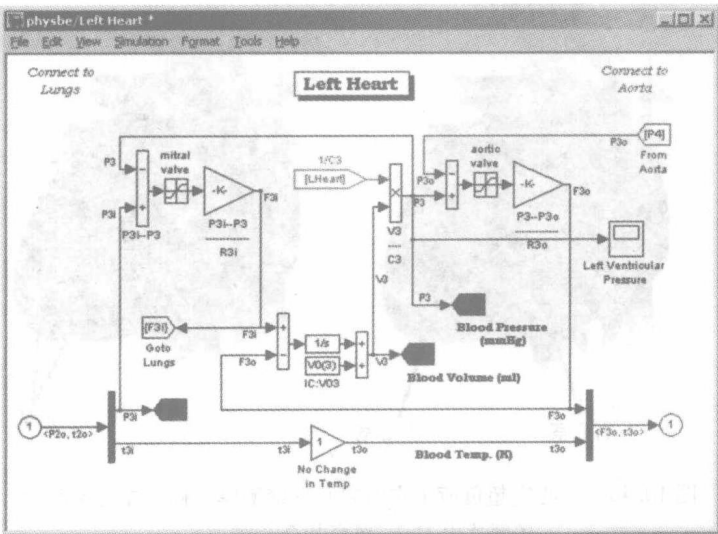 physbe/Left Heart *
File Edit View Simulation Format Tools Help
Connect to
Lungs
Left Heart
Connect to
Aorta
P3
mitral
valve
-K-
F3i
P3i
P3i--P3
P3i--P3
R3i
1/C3
[LHeart]
X
V3
C3
P3o
P3
aortic
valve
-K-
F3o
P3--P3o
R3o
P3o
[P4]
From
Aorta
Left Ventricular
Pressure
V3
P3
Blood Pressure
(mmHg)
[F3i]
Goto
Lungs
F3i
F3o
1/s
V0(3)
IC:V03
V3
Blood Volume (ml)
1
<P2o, t2o>
P3i
t3i
t3i
1
t3o
No Change
in Temp
Blood Temp. (K)
F3o
t3o
<F3o, t3o>
1